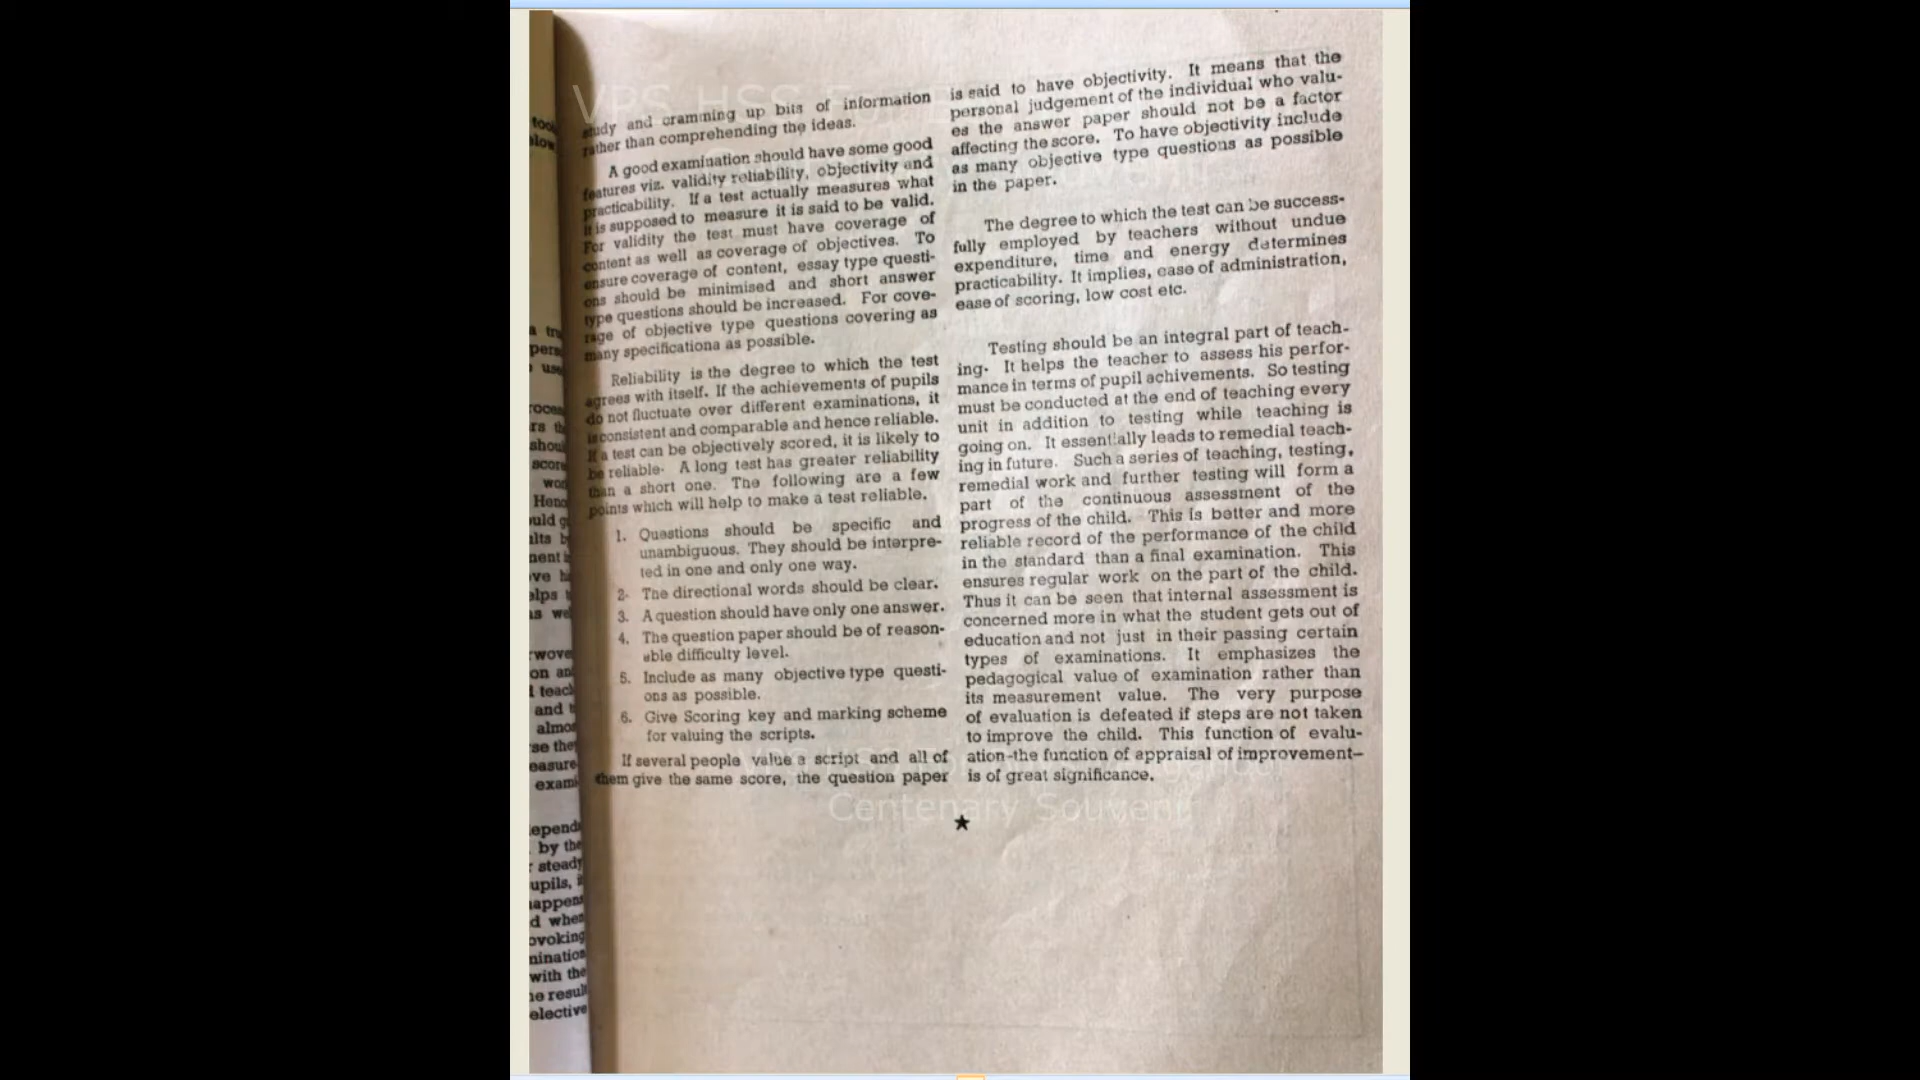 study and cramming up bits of information
rather than comprehending the ideas.
A good examination should have some good
features viz. validity reliability, objectivity and
practicability. If a test actually measures what
it is supposed to measure it is said to be valid.
For validity the test must have coverage of
content as well as coverage of objectives. To
ensure coverage of content, essay type questi-
ons should be minimised and short answer
type questions should be increased. For cove-
rage of objective type questions covering as
many specificationa as possible.
Reliability is the degree to which the test
agrees with itself. If the achievements of pupils
do not fluctuate over different examinations, it
is consistent and comparable and hence reliable.
If a test can be objectively scored, it is likely to
be reliable. A long test has greater reliability
than a short one. The following are a few
points which will help to make a test reliable.
1. Questions should be specific and
unambiguous. They should be interpre-
ted in one and only one way.
2. The directional words should be clear.
3. A question should have only one answer.
4. The question paper should be of reason-
able difficulty level.
5. Include as many objective type questi-
ons as possible.
6. Give Scoring key and marking scheme
for valuing the scripts.
If several people value a script and all of
them give the same score, the question paper
is said to have objectivity. It means that the
personal judgement of the individual who valu-
es the answer paper should not be a factor
affecting the score. To have objectivity include
as many objective type questions as possible
in the paper.
The degree to which the test can be success-
fully employed by teachers without undue
expenditure, time and energy determines
practicability. It implies, ease of administration,
ease of scoring, low cost etc.
Testing should be an integral part of teach-
ing. It helps the teacher to assess his perfor-
mance in terms of pupil achivements. So testing
must be conducted at the end of teaching every
unit in addition to testing while teaching is
going on. It essentially leads to remedial teach-
ing in future. Such a series of teaching, testing,
remedial work and further testing will form a
part of the continuous assessment of the
progress of the child. This is better and more
reliable record of the performance of the child
in the standard than a final examination. This
ensures regular work on the part of the child.
Thus it can be seen that internal assessment is
concerned more in what the student gets out of
education and not just in their passing certain
types of examinations. It emphasizes the
pedagogical value of examination rather than
its measurement value. The very purpose
of evaluation is defeated if steps are not taken
to improve the child. This function of evalu-
ation-the function of appraisal of improvement—
is of great significance.
Centenary Souvenir